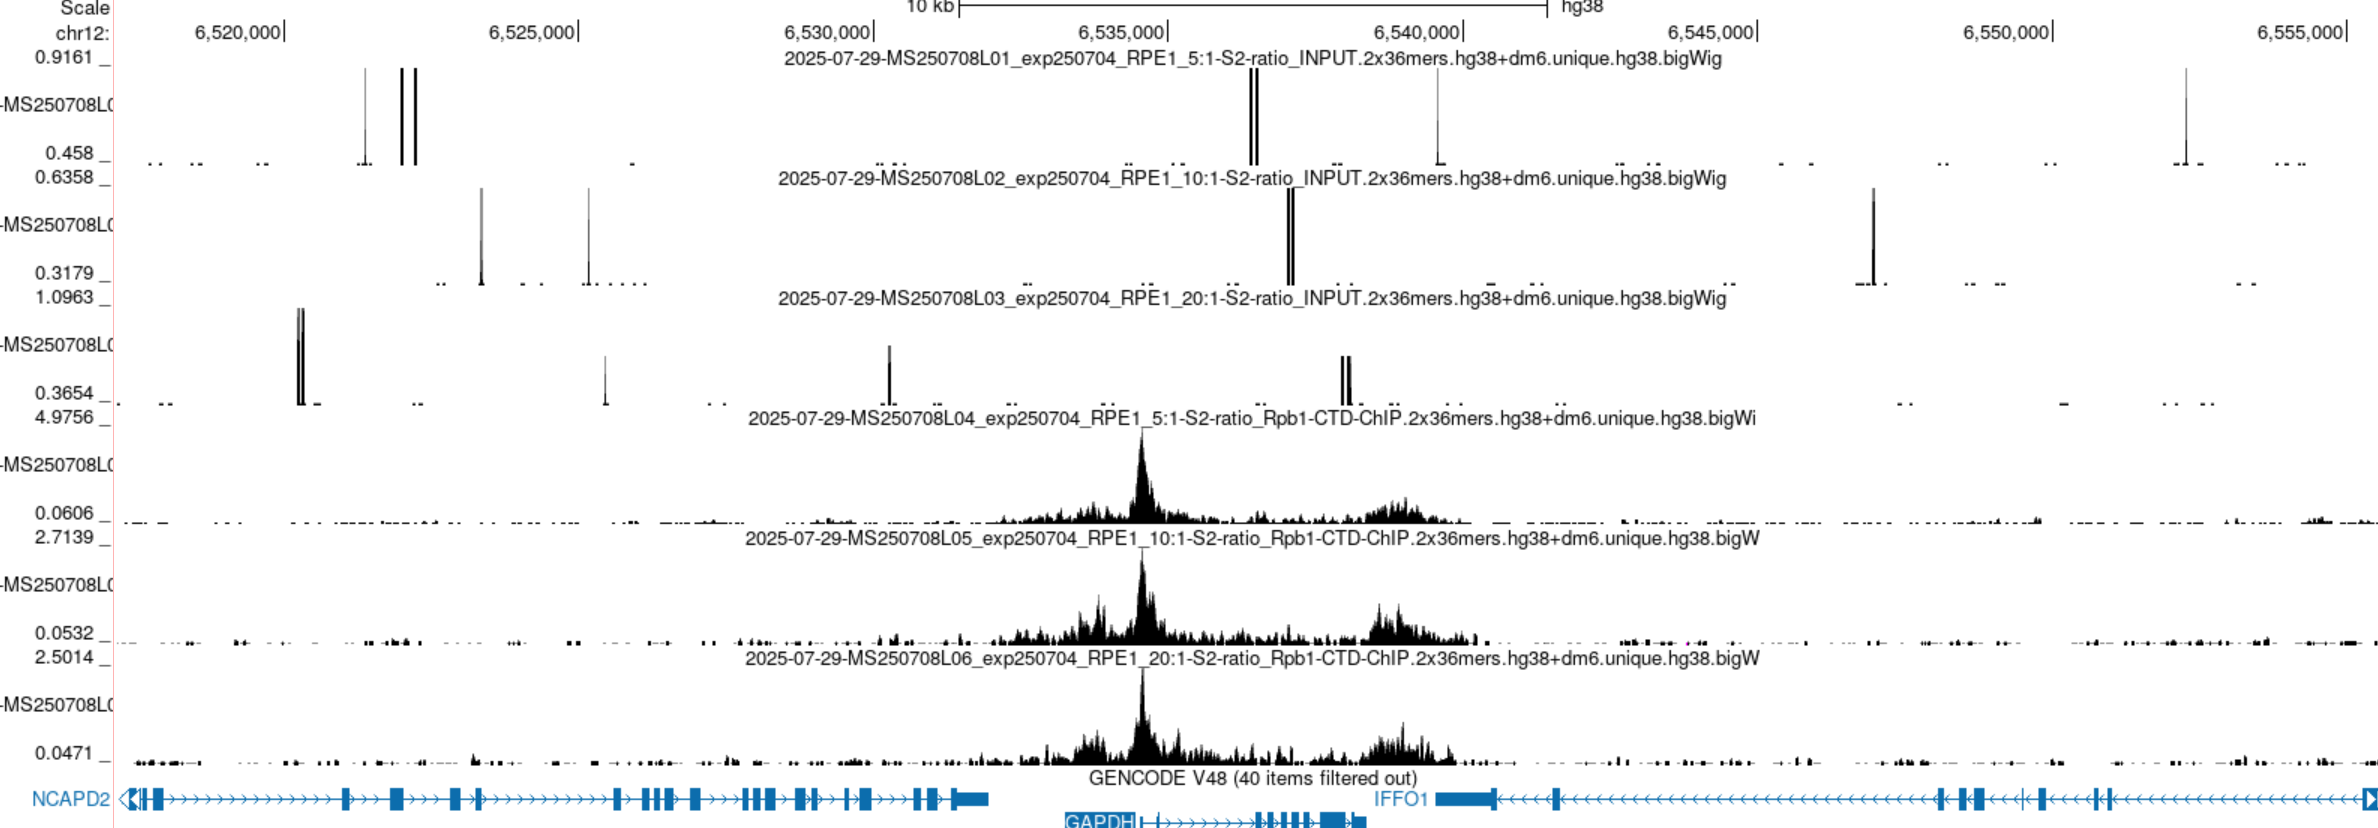 Scale 10 kb hg38
chr12: 6,520,000 6,525,000 6,530,000 6,535,000 6,540,000 6,545,000 6,550,000 6,555,000
0.9161 _ 2025-07-29-MS250708L01_exp250704_RPE1_5:1-S2-ratio_INPUT.2x36mers.hg38+dm6.unique.hg38.bigWig
-MS250708L0
0.458 _
0.6358 _ 2025-07-29-MS250708L02_exp250704_RPE1_10:1-S2-ratio_INPUT.2x36mers.hg38+dm6.unique.hg38.bigWig
-MS250708L0
0.3179 _
1.0963 _ 2025-07-29-MS250708L03_exp250704_RPE1_20:1-S2-ratio_INPUT.2x36mers.hg38+dm6.unique.hg38.bigWig
-MS250708L0
0.3654 _
4.9756 _ 2025-07-29-MS250708L04_exp250704_RPE1_5:1-S2-ratio_Rpb1-CTD-ChIP.2x36mers.hg38+dm6.unique.hg38.bigWi
-MS250708L0
0.0606 _
2.7139 _ 2025-07-29-MS250708L05_exp250704_RPE1_10:1-S2-ratio_Rpb1-CTD-ChIP.2x36mers.hg38+dm6.unique.hg38.bigW
-MS250708L0
0.0532 _
2.5014 _ 2025-07-29-MS250708L06_exp250704_RPE1_20:1-S2-ratio_Rpb1-CTD-ChIP.2x36mers.hg38+dm6.unique.hg38.bigW
-MS250708L0
0.0471 _
GENCODE V48 (40 items filtered out)
NCAPD2 IFFO1
GAPDH